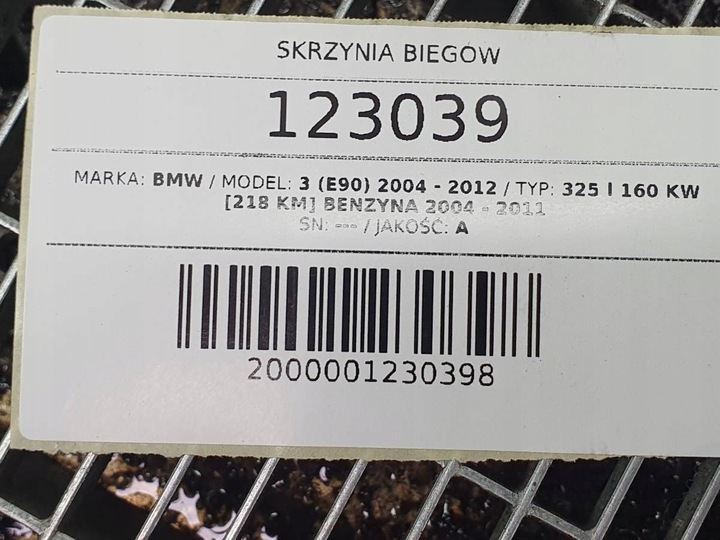 SKRZYNIA BIEGÓW
123039
MARKA: BMW / MODEL: 3 (E90) 2004 - 2012 / TYP: 325 I 160 KW
[218 KM] BENZYNA 2004 - 2011
SN: --- / JAKOŚĆ: A
2000001230398